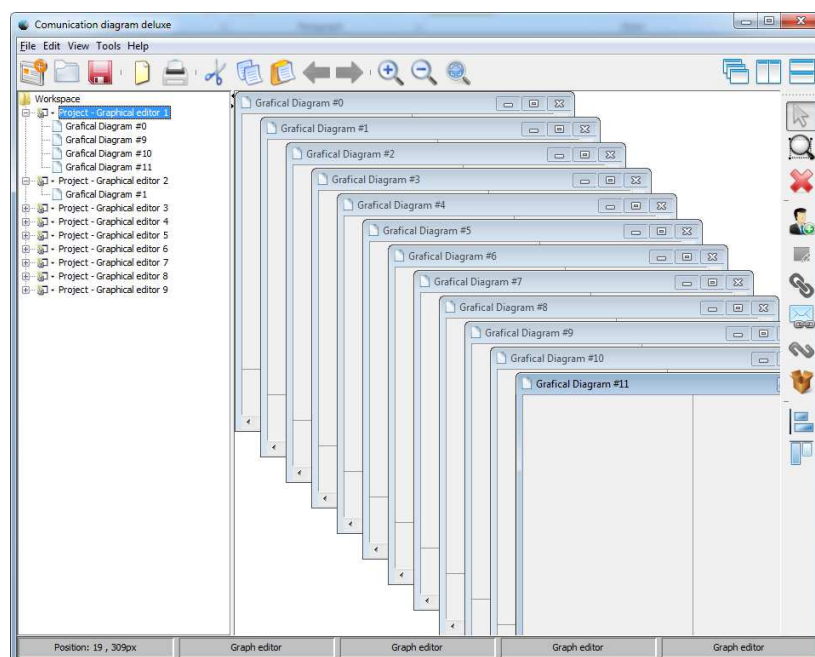 Comunication diagram deluxe
File Edit View Tools Help
Workspace
Project - Graphical editor 1
Grafical Diagram #0
Grafical Diagram #9
Grafical Diagram #10
Grafical Diagram #11
Project - Graphical editor 2
Grafical Diagram #1
Project - Graphical editor 3
Project - Graphical editor 4
Project - Graphical editor 5
Project - Graphical editor 6
Project - Graphical editor 7
Project - Graphical editor 8
Project - Graphical editor 9
Grafical Diagram #0
Grafical Diagram #1
Grafical Diagram #2
Grafical Diagram #3
Grafical Diagram #4
Grafical Diagram #5
Grafical Diagram #6
Grafical Diagram #7
Grafical Diagram #8
Grafical Diagram #9
Grafical Diagram #10
Grafical Diagram #11
Position: 19 , 309px Graph editor Graph editor Graph editor Graph editor